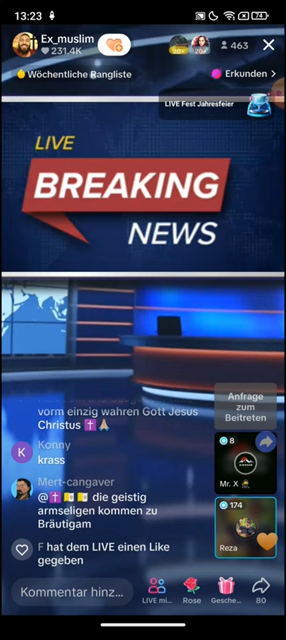 13:23
74
Ex_muslim
231.4K
463
Wöchentliche Rangliste
Erkunden >
LIVE Fest Jahresfeier
LIVE
BREAKING
NEWS
Anfrage
zum
Beitreten
vorm einzig wahren Gott Jesus
Christus ✝️🙏🏼
K
Konny
krass
8
Mr. X
Mert-cangaver
@✝️🇻🇦🇻🇦 die geistig
armseligen kommen zu
Bräutigam
174
Reza
F hat dem LIVE einen Like
gegeben
Kommentar hinz...
LIVE mi...
Rose
Gesche...
80